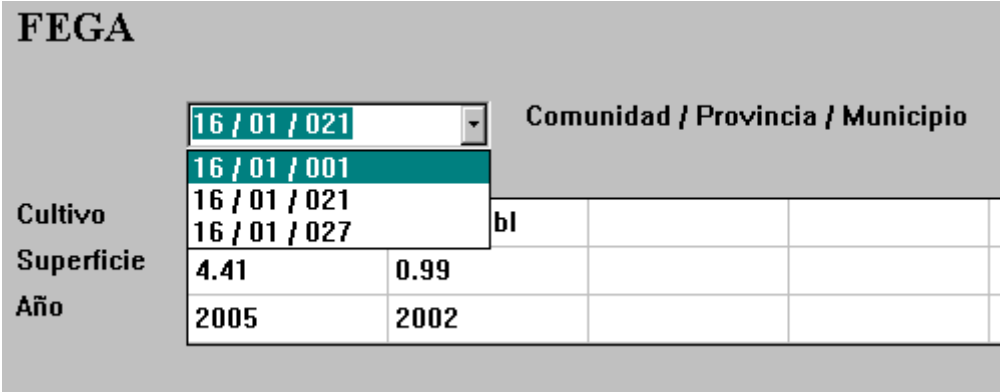 FEGA
16 / 01 / 021 Comunidad / Provincia / Municipio
16 / 01 / 001
16 / 01 / 021
16 / 01 / 027
Cultivo bl
Superficie 4.41 0.99
Año 2005 2002